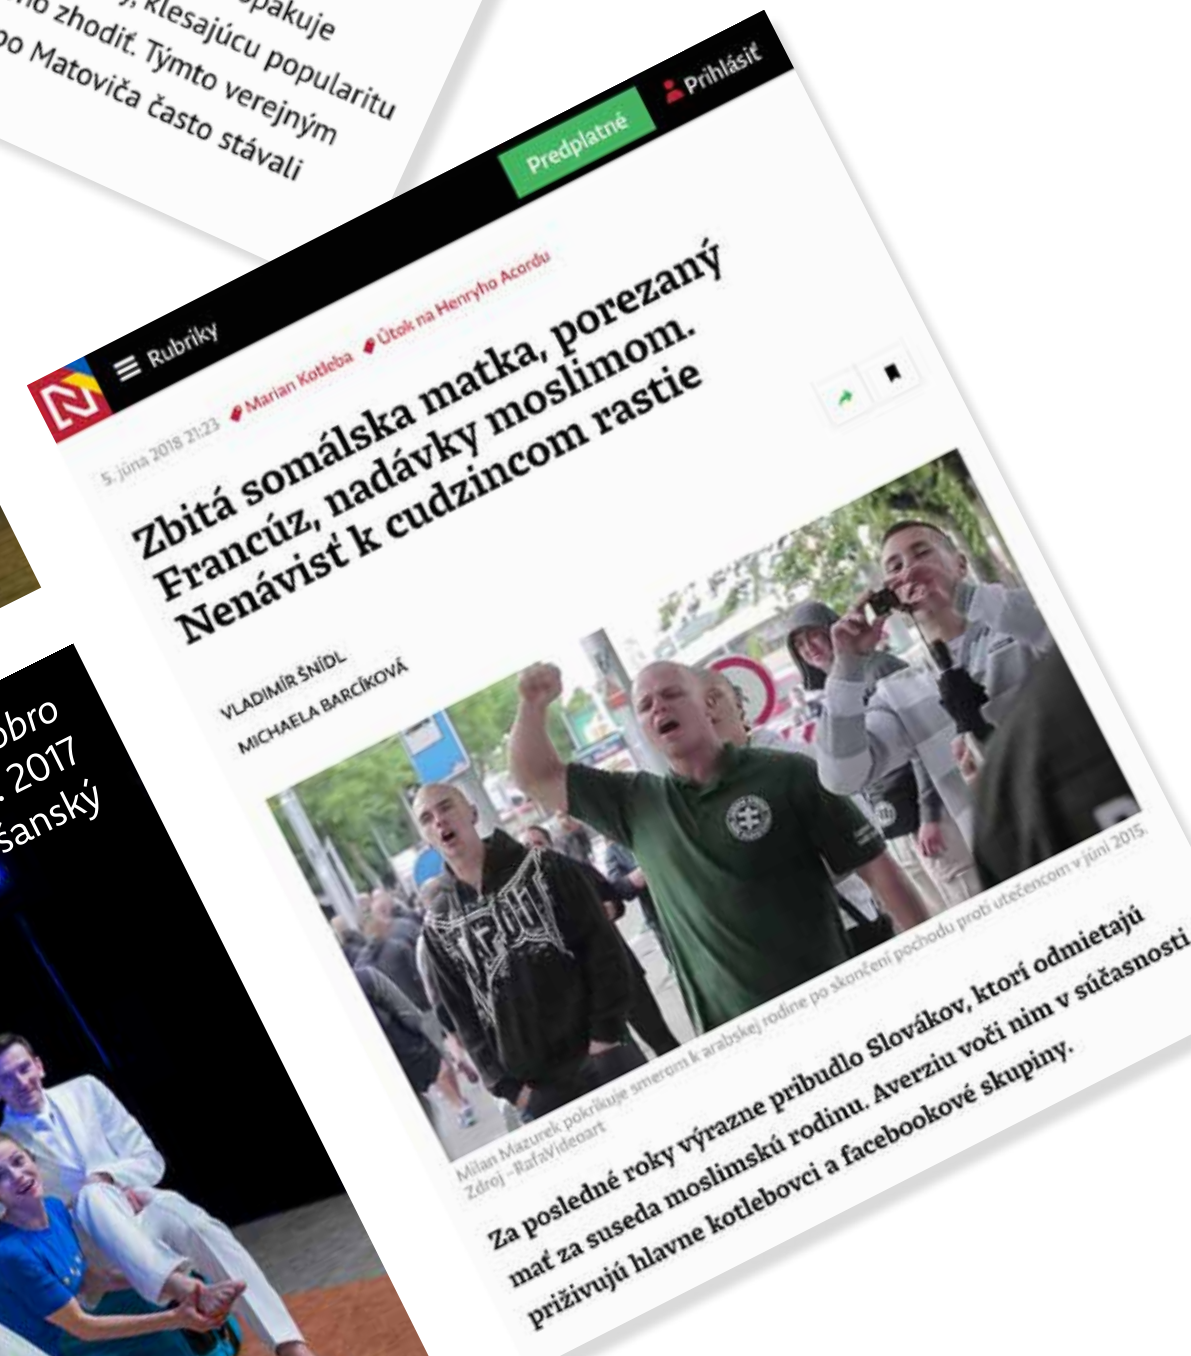 opakuje
ho zhodiť. Týmto verejným
klesajúcu popularitu
po Matoviča často stávali
Prihlásiť
Predplatné
Rubriky
5. júna 2018 21:23 Marian Kotleba Útok na Henryho Acordu
Zbitá somálska matka, porezaný
Francúz, nadávky moslimom.
Nenávisť k cudzincom rastie
VLADIMÍR ŠNÍDL
MICHAELA BARCÍKOVÁ
TAPOUT
Milan Mazurek pokrikuje smerom k arabskej rodine po skončení pochodu proti utečencom v júni 2015.
Zdroj – RafaVideoart
Za posledné roky výrazne pribudlo Slovákov, ktorí odmietajú
mať za suseda moslimskú rodinu. Averziu voči nim v súčasnosti
priživujú hlavne kotlebovci a facebookové skupiny.
obro
. 2017
šanský